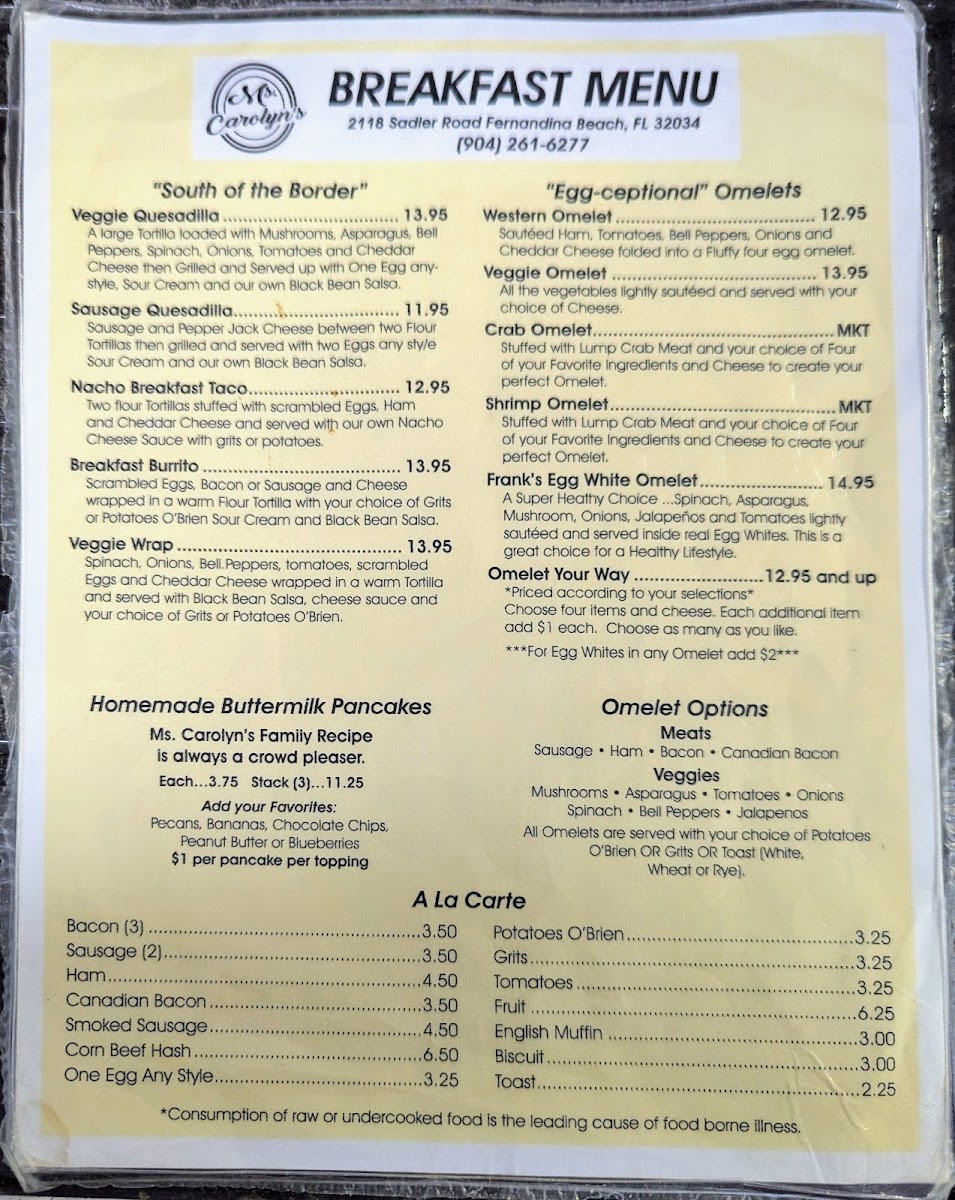 Ms.
Carolyn's
BREAKFAST MENU
2118 Sadler Road Fernandina Beach, FL 32034
(904) 261-6277
"South of the Border"
Veggie Quesadilla ................................... 13.95
A large Tortilla loaded with Mushrooms, Asparagus, Bell
Peppers, Spinach, Onions, Tomatoes and Cheddar
Cheese then Grilled and Served up with One Egg any-
style, Sour Cream and our own Black Bean Salsa.
Sausage Quesadilla................................. 11.95
Sausage and Pepper Jack Cheese between two Flour
Tortillas then grilled and served with two Eggs any sty/e
Sour Cream and our own Black Bean Salsa.
Nacho Breakfast Taco.............................. 12.95
Two flour Tortillas stuffed with scrambled Eggs, Ham
and Cheddar Cheese and served with our own Nacho
Cheese Sauce with grits or potatoes.
Breakfast Burrito ....................................... 13.95
Scrambled Eggs, Bacon or Sausage and Cheese
wrapped in a warm Flour Tortilla with your choice of Grits
or Potatoes O'Brien Sour Cream and Black Bean Salsa.
Veggie Wrap ............................................ 13.95
Spinach, Onions, Bell.Peppers, tomatoes, scrambled
Eggs and Cheddar Cheese wrapped in a warm Tortilla
and served with Black Bean Salsa, cheese sauce and
your choice of Grits or Potatoes O'Brien.
"Egg-ceptional" Omelets
Western Omelet ........................................ 12.95
Sautéed Ham, Tomatoes, Bell Peppers, Onions and
Cheddar Cheese folded into a Fluffy four egg omelet.
Veggie Omelet ......................................... 13.95
All the vegetables lightly sautéed and served with your
choice of Cheese.
Crab Omelet................................................ MKT
Stuffed with Lump Crab Meat and your choice of Four
of your Favorite Ingredients and Cheese to create your
perfect Omelet.
Shrimp Omelet............................................. MKT
Stuffed with Lump Crab Meat and your choice of Four
of your Favorite Ingredients and Cheese to create your
perfect Omelet.
Frank's Egg White Omelet........................ 14.95
A Super Heathy Choice ...Spinach, Asparagus,
Mushroom, Onions, Jalapeños and Tomatoes lightly
sautéed and served inside real Egg Whites. This is a
great choice for a Healthy Lifestyle.
Omelet Your Way .........................12.95 and up
*Priced according to your selections*
Choose four items and cheese. Each additional item
add $1 each. Choose as many as you like.
***For Egg Whites in any Omelet add $2***
Homemade Buttermilk Pancakes
Ms. Carolyn's Family Recipe
is always a crowd pleaser.
Each...3.75 Stack (3)...11.25
Add your Favorites:
Pecans, Bananas, Chocolate Chips,
Peanut Butter or Blueberries
$1 per pancake per topping
Omelet Options
Meats
Sausage • Ham • Bacon • Canadian Bacon
Veggies
Mushrooms • Asparagus • Tomatoes • Onions
Spinach • Bell Peppers • Jalapenos
All Omelets are served with your choice of Potatoes
O'Brien OR Grits OR Toast (White,
Wheat or Rye).
A La Carte
Bacon (3) .....................................................3.50
Sausage (2)..................................................3.50
Ham...............................................................4.50
Canadian Bacon .........................................3.50
Smoked Sausage.........................................4.50
Corn Beef Hash............................................6.50
One Egg Any Style.......................................3.25
Potatoes O'Brien...........................................3.25
Grits................................................................3.25
Tomatoes ......................................................3.25
Fruit ................................................................6.25
English Muffin ................................................3.00
Biscuit.............................................................3.00
Toast...............................................................2.25
*Consumption of raw or undercooked food is the leading cause of food borne illness.